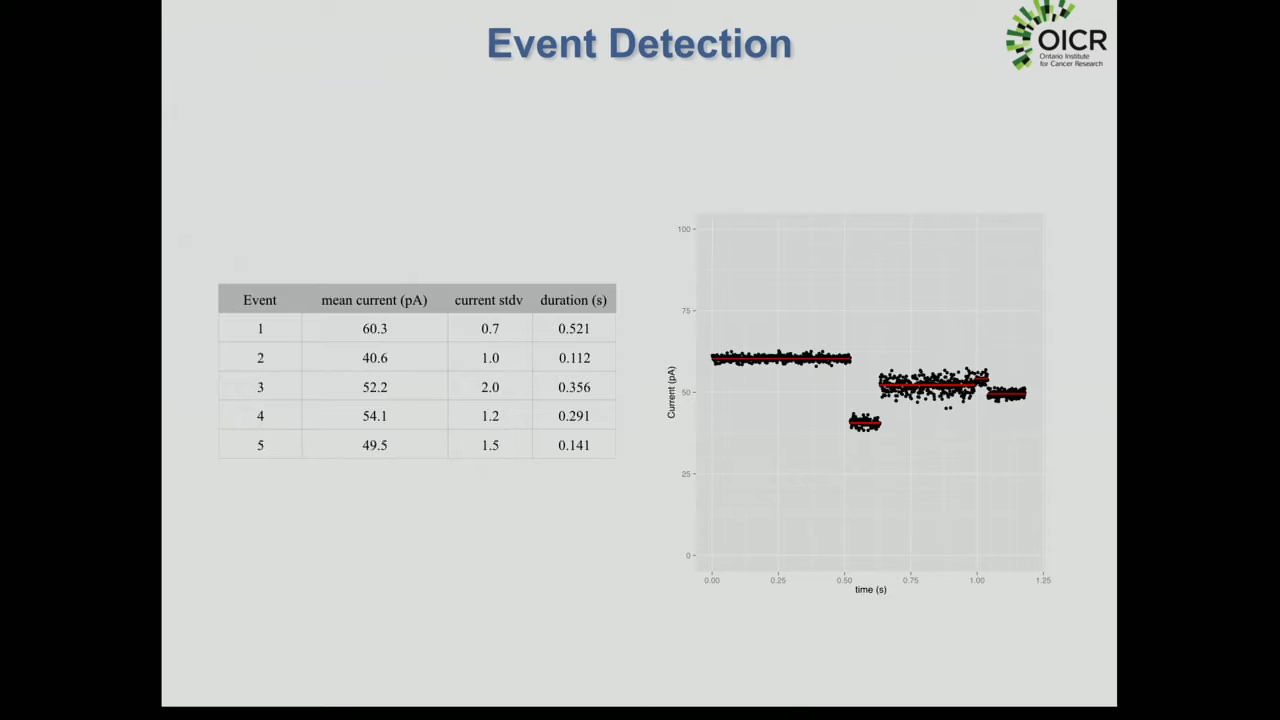 Event Detection
OICR
Ontario Institute
for Cancer Research
Event mean current (pA) current stdv duration (s)
1 60.3 0.7 0.521
2 40.6 1.0 0.112
3 52.2 2.0 0.356
4 54.1 1.2 0.291
5 49.5 1.5 0.141
100
75
50
25
0
Current (pA)
0.00 0.25 0.50 0.75 1.00 1.25
time (s)